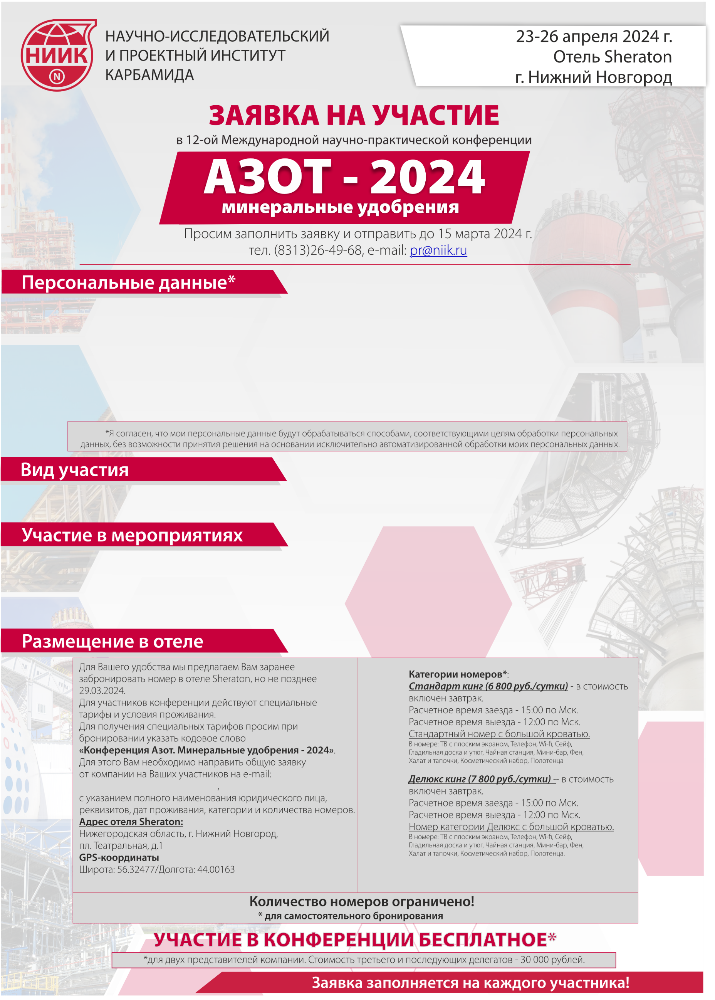 НИИК
N
НАУЧНО-ИССЛЕДОВАТЕЛЬСКИЙ
И ПРОЕКТНЫЙ ИНСТИТУТ
КАРБАМИДА
23-26 апреля 2024 г.
Отель Sheraton
г. Нижний Новгород
ЗАЯВКА НА УЧАСТИЕ
в 12-ой Международной научно-практической конференции
АЗОТ - 2024
минеральные удобрения
Просим заполнить заявку и отправить до 15 марта 2024 г.
тел. (8313)26-49-68, e-mail: pr@niik.ru
Персональные данные*
*Я согласен, что мои персональные данные будут обрабатываться способами, соответствующими целям обработки персональных
данных, без возможности принятия решения на основании исключительно автоматизированной обработки моих персональных данных.
Вид участия
Участие в мероприятиях
Размещение в отеле
Для Вашего удобства мы предлагаем Вам заранее
забронировать номер в отеле Sheraton, но не позднее
29.03.2024.
Для участников конференции действуют специальные
тарифы и условия проживания.
Для получения специальных тарифов просим при
бронировании указать кодовое слово
«Конференция Азот. Минеральные удобрения - 2024».
Для этого Вам необходимо направить общую заявку
от компании на Ваших участников на e-mail:
,
с указанием полного наименования юридического лица,
реквизитов, дат проживания, категории и количества номеров.
Адрес отеля Sheraton:
Нижегородская область, г. Нижний Новгород,
пл. Театральная, д.1
GPS-координаты
Широта: 56.32477/Долгота: 44.00163
Категории номеров*:
Стандарт кинг (6 800 руб./сутки) - в стоимость
включен завтрак.
Расчетное время заезда - 15:00 по Мск.
Расчетное время выезда - 12:00 по Мск.
Стандартный номер с большой кроватью.
В номере: ТВ с плоским экраном, Телефон, Wi-fi, Сейф,
Гладильная доска и утюг, Чайная станция, Мини-бар, Фен,
Халат и тапочки, Косметический набор, Полотенца
Делюкс кинг (7 800 руб./сутки) -- в стоимость
включен завтрак.
Расчетное время заезда - 15:00 по Мск.
Расчетное время выезда - 12:00 по Мск.
Номер категории Делюкс с большой кроватью.
В номере: ТВ с плоским экраном, Телефон, Wi-fi, Сейф,
Гладильная доска и утюг, Чайная станция, Мини-бар, Фен,
Халат и тапочки, Косметический набор, Полотенца.
Количество номеров ограничено!
* для самостоятельного бронирования
УЧАСТИЕ В КОНФЕРЕНЦИИ БЕСПЛАТНОЕ*
*для двух представителей компании. Стоимость третьего и последующих делегатов - 30 000 рублей.
Заявка заполняется на каждого участника!